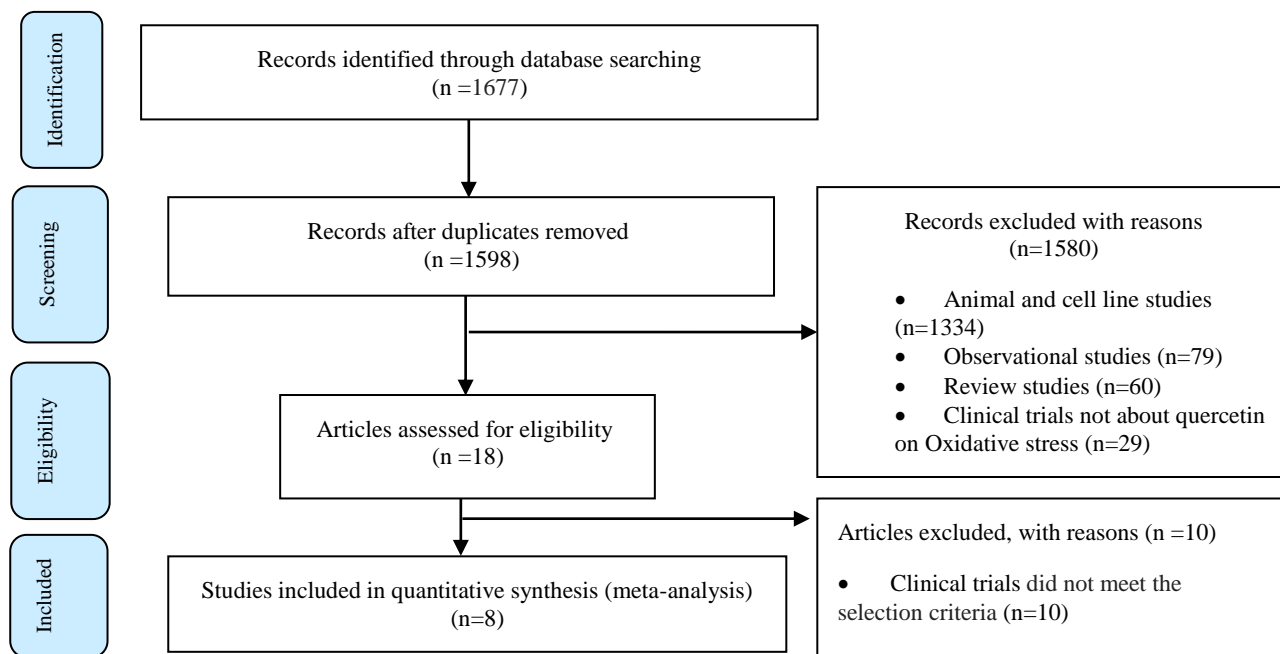 Identification
Records identified through database searching
(n =1677)
Screening
Records after duplicates removed
(n =1598)
Records excluded with reasons
(n=1580)
• Animal and cell line studies
(n=1334)
• Observational studies (n=79)
• Review studies (n=60)
• Clinical trials not about quercetin
on Oxidative stress (n=29)
Eligibility
Articles assessed for eligibility
(n =18)
Articles excluded, with reasons (n =10)
• Clinical trials did not meet the
selection criteria (n=10)
Included
Studies included in quantitative synthesis (meta-analysis)
(n=8)